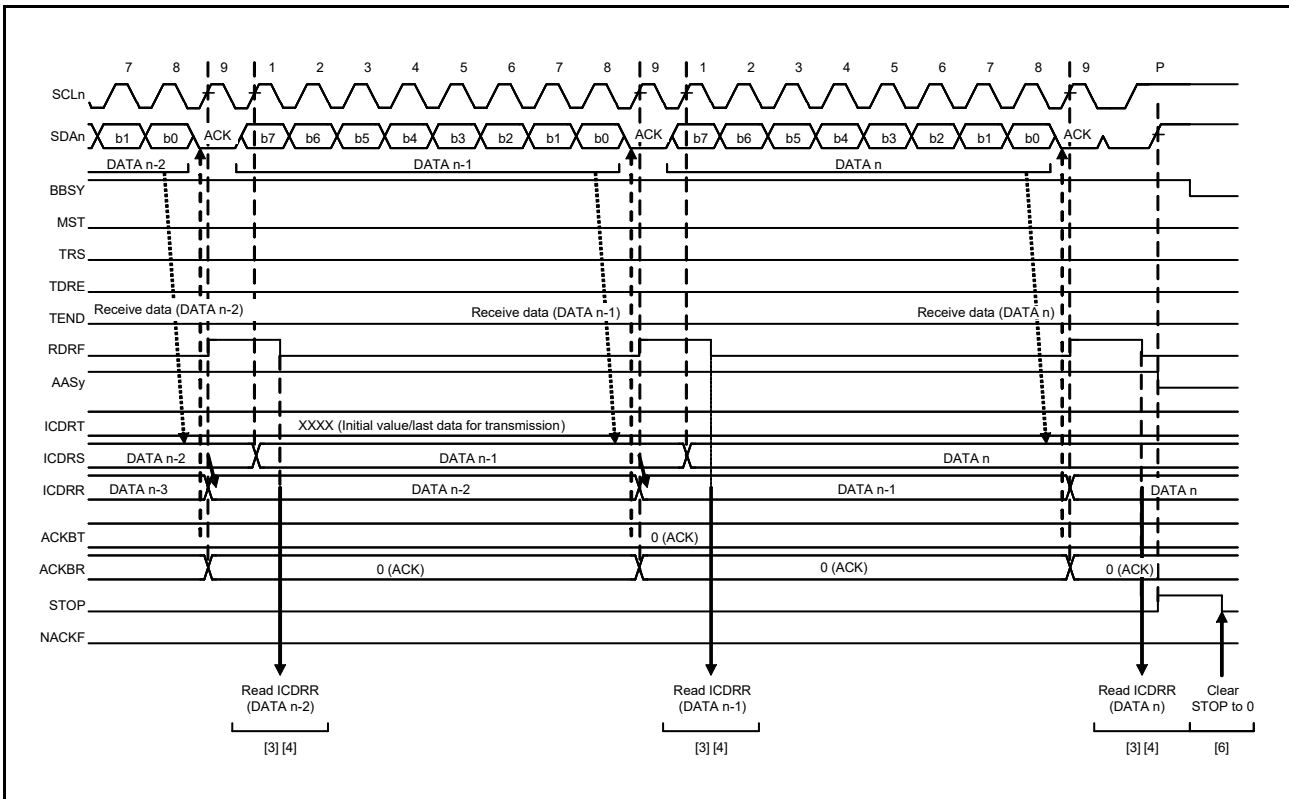 7 8 9 1 2 3 4 5 6 7 8 9 1 2 3 4 5 6 7 8 9 P
SCLn
SDAn b1 b0 ACK b7 b6 b5 b4 b3 b2 b1 b0 ACK b7 b6 b5 b4 b3 b2 b1 b0 ACK
DATA n-2 DATA n-1 DATA n
BBSY
MST
TRS
TDRE
Receive data (DATA n-2) Receive data (DATA n-1) Receive data (DATA n)
TEND
RDRF
AASy
ICDRT XXXX (Initial value/last data for transmission)
ICDRS DATA n-2 DATA n-1 DATA n
ICDRR DATA n-3 DATA n-2 DATA n-1 DATA n
ACKBT 0 (ACK)
ACKBR 0 (ACK) 0 (ACK) 0 (ACK)
STOP
NACKF
Read ICDRR Read ICDRR Read ICDRR Clear
(DATA n-2) (DATA n-1) (DATA n) STOP to 0
[3] [4] [3] [4] [3] [4] [6]